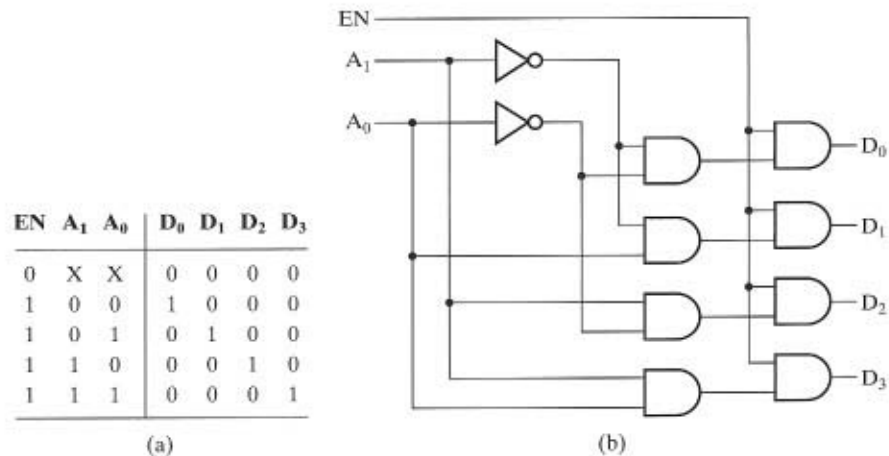 EN
A₁
A₀
D₀
D₁
D₂
D₃
EN A₁ A₀ D₀ D₁ D₂ D₃
0 X X 0 0 0 0
1 0 0 1 0 0 0
1 0 1 0 1 0 0
1 1 0 0 0 1 0
1 1 1 0 0 0 1
(a)
(b)